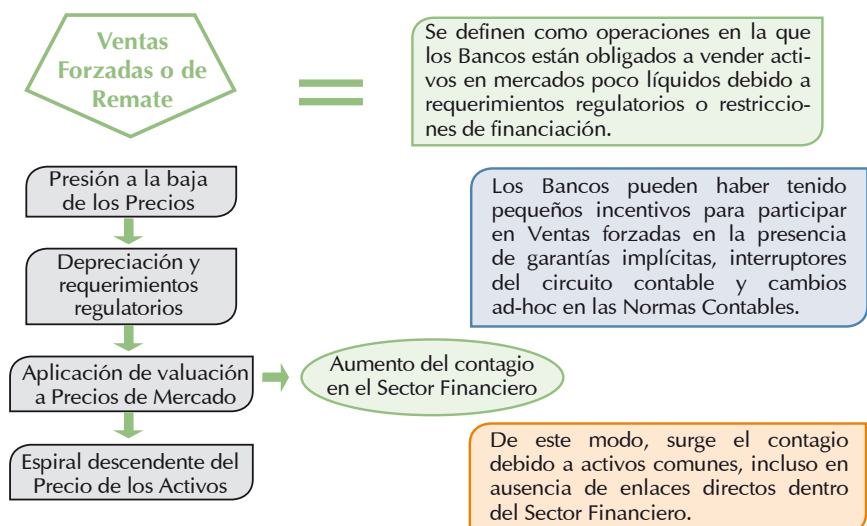 Ventas
Forzadas o de
Remate
Se definen como operaciones en la que
los Bancos están obligados a vender acti-
vos en mercados poco líquidos debido a
requerimientos regulatorios o restriccio-
nes de financiación.
Presión a la baja
de los Precios
Depreciación y
requerimientos
regulatorios
Aplicación de valuación
a Precios de Mercado
Espiral descendente del
Precio de los Activos
Aumento del contagio
en el Sector Financiero
Los Bancos pueden haber tenido
pequeños incentivos para participar
en Ventas forzadas en la presencia
de garantías implícitas, interruptores
del circuito contable y cambios
ad-hoc en las Normas Contables.
De este modo, surge el contagio
debido a activos comunes, incluso en
ausencia de enlaces directos dentro
del Sector Financiero.